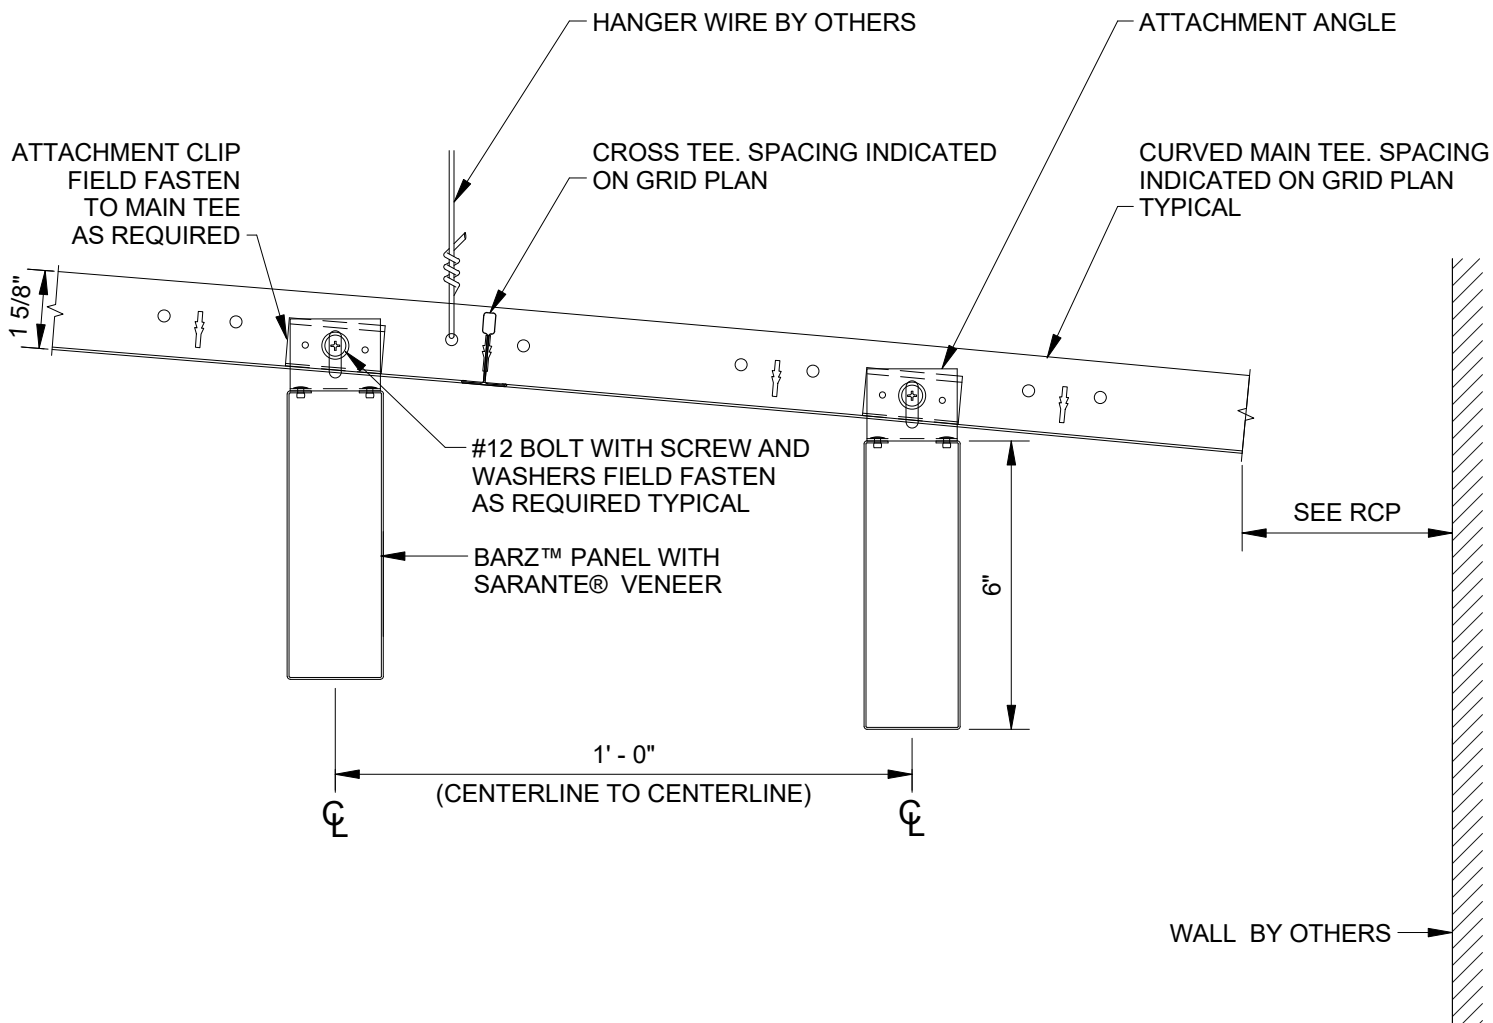 HANGER WIRE BY OTHERS
ATTACHMENT ANGLE
ATTACHMENT CLIP
FIELD FASTEN
TO MAIN TEE
AS REQUIRED
CROSS TEE. SPACING INDICATED
ON GRID PLAN
CURVED MAIN TEE. SPACING
INDICATED ON GRID PLAN
TYPICAL
1 5/8"
#12 BOLT WITH SCREW AND
WASHERS FIELD FASTEN
AS REQUIRED TYPICAL
SEE RCP
BARZ™ PANEL WITH
SARANTE® VENEER
6"
1' - 0"
(CENTERLINE TO CENTERLINE)
CL
CL
WALL BY OTHERS